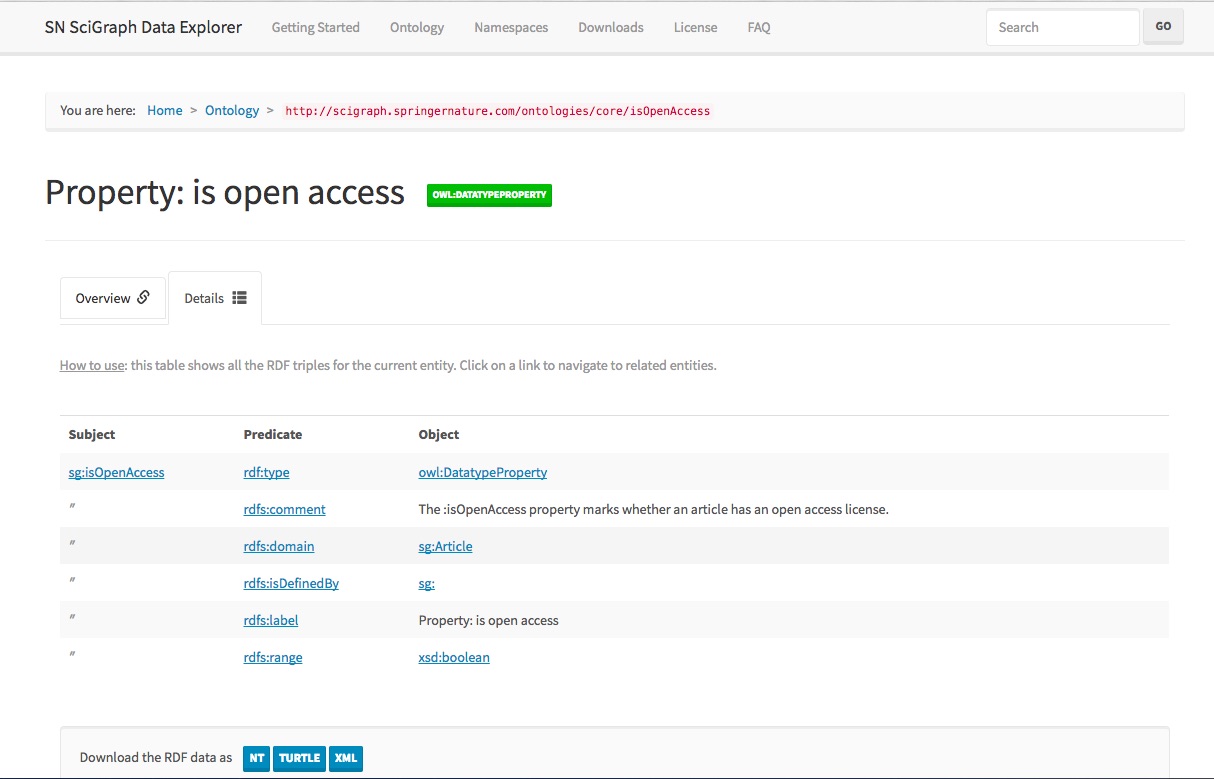 SN SciGraph Data Explorer Getting Started Ontology Namespaces Downloads License FAQ Search GO
You are here: Home > Ontology > http://scigraph.springernature.com/ontologies/core/isOpenAccess
Property: is open access OWL:DATATYPEPROPERTY
Overview Details
How to use: this table shows all the RDF triples for the current entity. Click on a link to navigate to related entities.
Subject Predicate Object
sg:isOpenAccess rdf:type owl:DatatypeProperty
" rdfs:comment The :isOpenAccess property marks whether an article has an open access license.
" rdfs:domain sg:Article
" rdfs:isDefinedBy sg:
" rdfs:label Property: is open access
" rdfs:range xsd:boolean
Download the RDF data as NT TURTLE XML